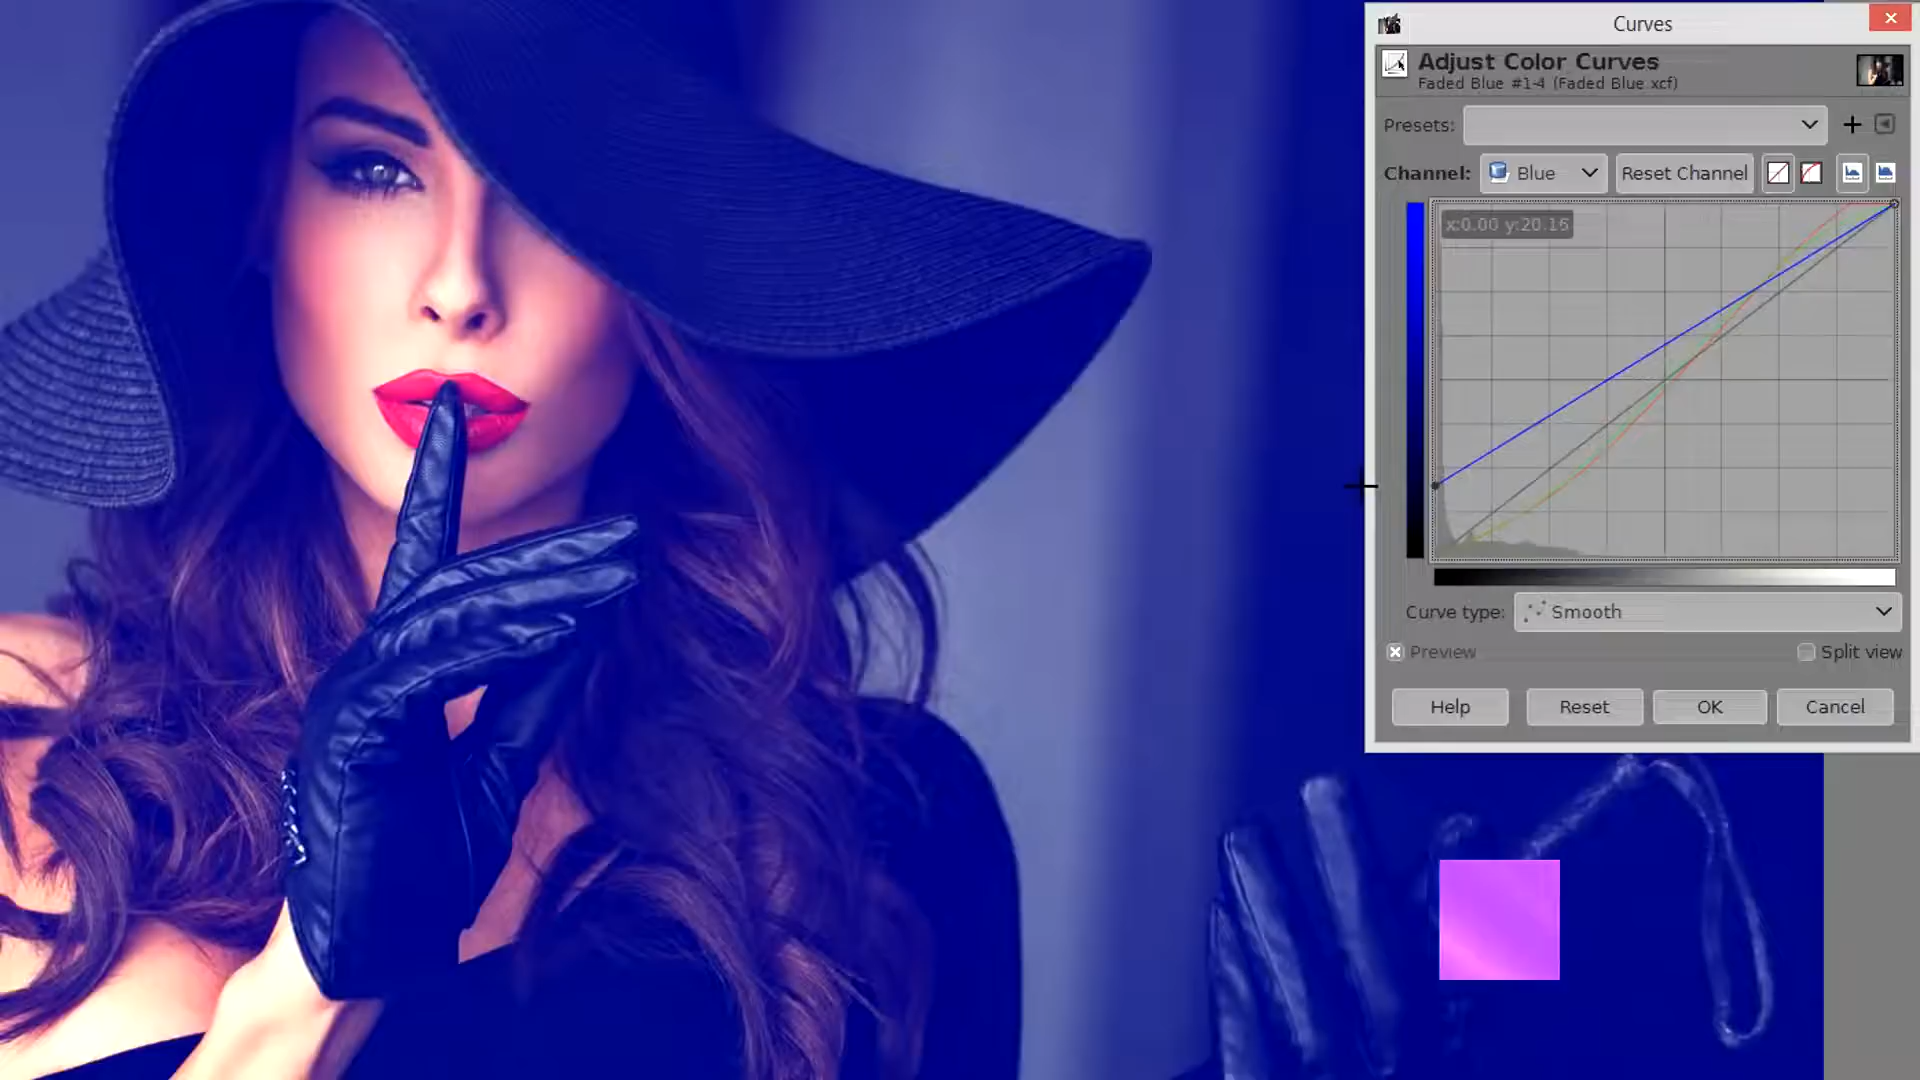 Curves
Adjust Color Curves
Faded Blue #1-4 (Faded Blue.xcf)
Presets:
Channel: Blue Reset Channel
x:0.00 y:20.16
Curve type: Smooth
Preview Split view
Help Reset OK Cancel